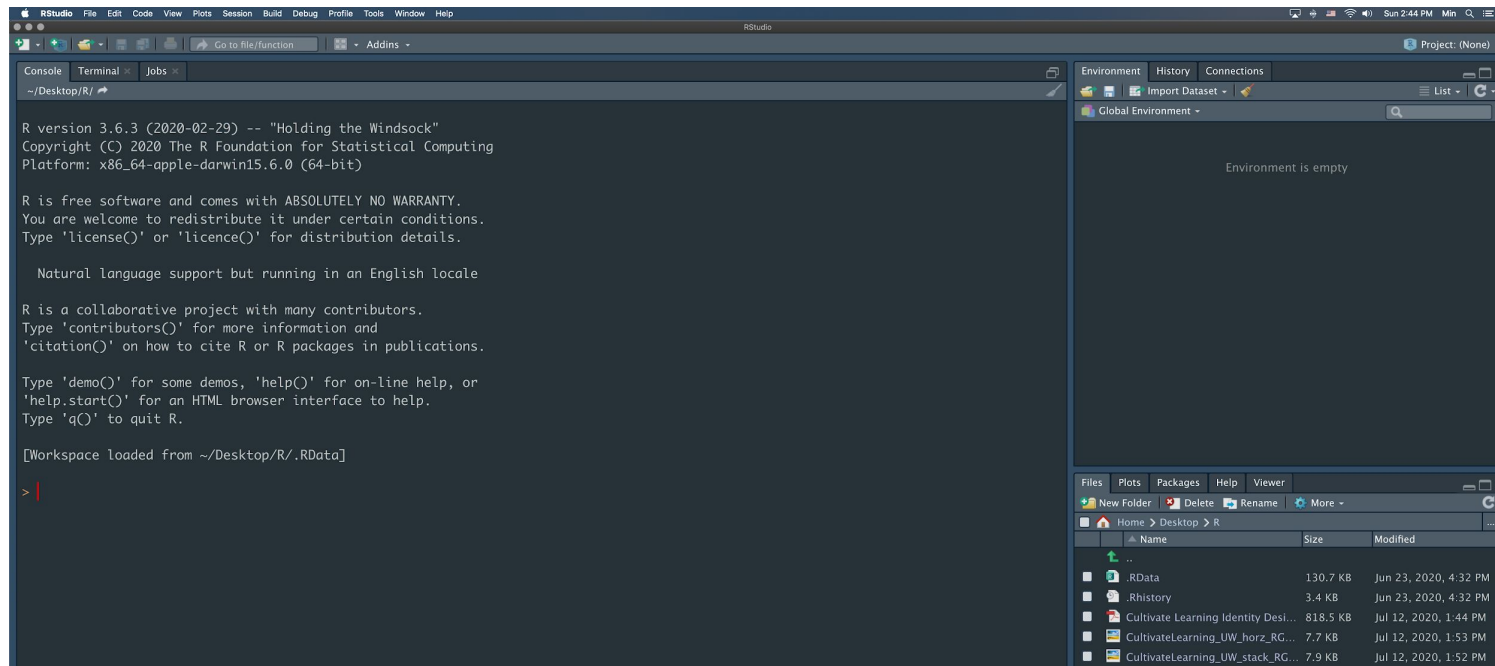 RStudio File Edit Code View Plots Session Build Debug Profile Tools Window Help Sun 2:44 PM Min
RStudio
Go to file/function Addins Project: (None)
Console Terminal Jobs
~/Desktop/R/
R version 3.6.3 (2020-02-29) -- "Holding the Windsock"
Copyright (C) 2020 The R Foundation for Statistical Computing
Platform: x86_64-apple-darwin15.6.0 (64-bit)
R is free software and comes with ABSOLUTELY NO WARRANTY.
You are welcome to redistribute it under certain conditions.
Type 'license()' or 'licence()' for distribution details.
Natural language support but running in an English locale
R is a collaborative project with many contributors.
Type 'contributors()' for more information and
'citation()' on how to cite R or R packages in publications.
Type 'demo()' for some demos, 'help()' for on-line help, or
'help.start()' for an HTML browser interface to help.
Type 'q()' to quit R.
[Workspace loaded from ~/Desktop/R/.RData]
>
Environment History Connections
Import Dataset List
Global Environment
Environment is empty
Files Plots Packages Help Viewer
New Folder Delete Rename More
Home Desktop R
Name Size Modified
..
.RData 130.7 KB Jun 23, 2020, 4:32 PM
.Rhistory 3.4 KB Jun 23, 2020, 4:32 PM
Cultivate Learning Identity Desi... 818.5 KB Jul 12, 2020, 1:44 PM
CultivateLearning_UW_horz_RG... 7.7 KB Jul 12, 2020, 1:53 PM
CultivateLearning_UW_stack_RG... 7.9 KB Jul 12, 2020, 1:52 PM